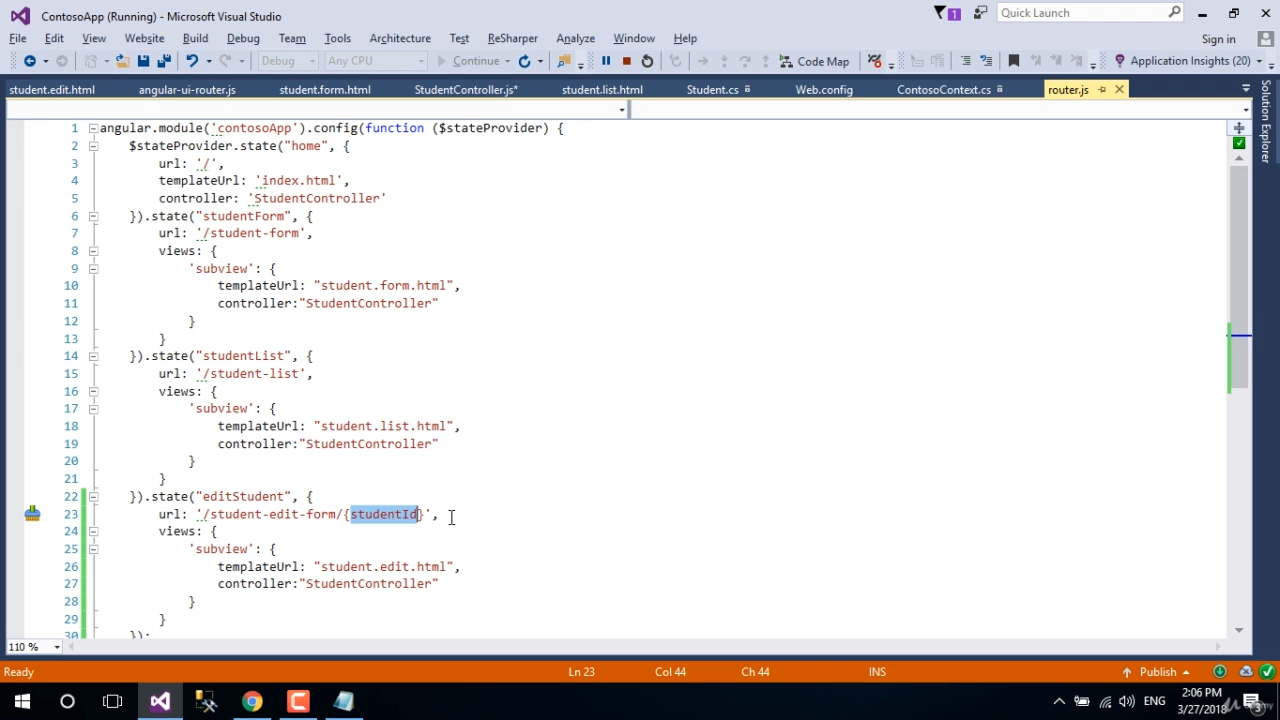 ContosoApp (Running) - Microsoft Visual Studio
1
Quick Launch
File Edit View Website Build Debug Team Tools Architecture Test ReSharper Analyze Window Help
Sign in
Debug Any CPU Continue Code Map Application Insights (20)
student.edit.html angular-ui-router.js student.form.html StudentController.js* student.list.html Student.cs Web.config ContosoContext.cs router.js
Solution Explorer
1 angular.module('contosoApp').config(function ($stateProvider) {
2 $stateProvider.state("home", {
3 url: '/',
4 templateUrl: 'index.html',
5 controller: 'StudentController'
6 }).state("studentForm", {
7 url: '/student-form',
8 views: {
9 'subview': {
10 templateUrl: "student.form.html",
11 controller:"StudentController"
12 }
13 }
14 }).state("studentList", {
15 url: '/student-list',
16 views: {
17 'subview': {
18 templateUrl: "student.list.html",
19 controller:"StudentController"
20 }
21 }
22 }).state("editStudent", {
23 url: '/student-edit-form/{studentId}',
24 views: {
25 'subview': {
26 templateUrl: "student.edit.html",
27 controller:"StudentController"
28 }
29 }
30 });
110 %
Ready Ln 23 Col 44 Ch 44 INS Publish
ENG
2:06 PM
3/27/2018